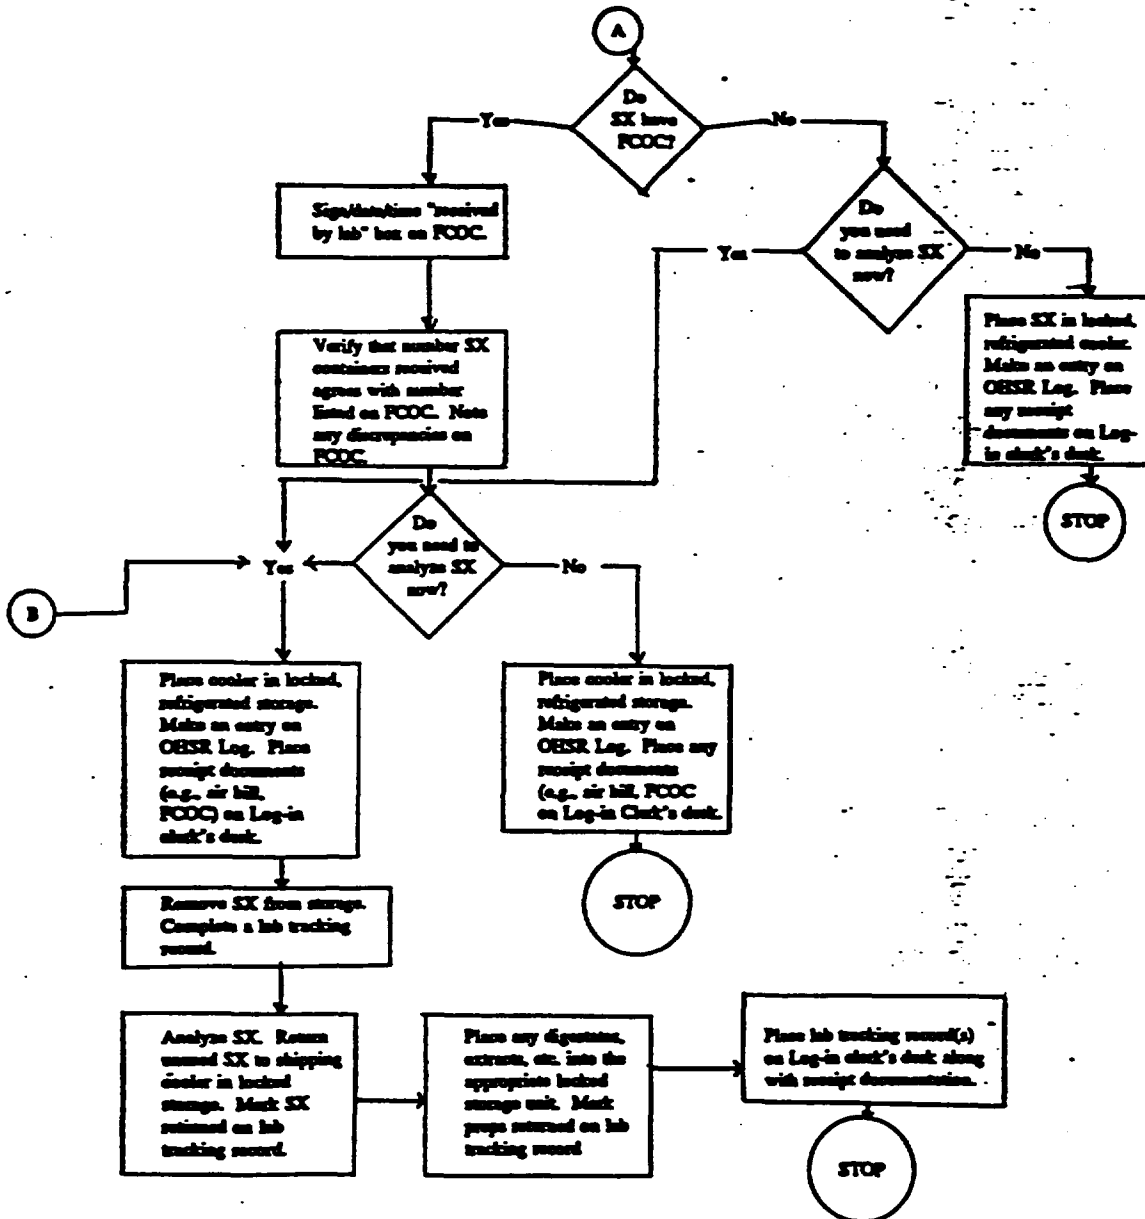 A
Do
SX have
FCOC?
Yes
No
Sign/date/time "received
by lab" box on FCOC.
Do
you need
to analyze SX
now?
Yes
No
Verify that number SX
containers received
agrees with number
listed on FCOC. Note
any discrepancies on
FCOC.
Place SX in locked,
refrigerated cooler.
Make an entry on
OHSR Log. Place
any receipt
documents on Log-
in clerk's desk.
STOP
Do
you need to
analyze SX
now?
Yes
No
B
Place cooler in locked,
refrigerated storage.
Make an entry on
OHSR Log. Place
receipt documents
(e.g., air bill,
FCOC) on Log-in
clerk's desk.
Place cooler in locked,
refrigerated storage.
Make an entry on
OHSR Log. Place any
receipt documents
(e.g., air bill, FCOC
on Log-in Clerk's desk.
STOP
Remove SX from storage.
Complete a lab tracking
record.
Analyze SX. Return
unused SX to shipping
cooler in locked
storage. Mark SX
returned on lab
tracking record.
Place any digestates,
extracts, etc. into the
appropriate locked
storage unit. Mark
preps returned on lab
tracking record
Place lab tracking record(s)
on Log-in clerk's desk along
with receipt documentation.
STOP